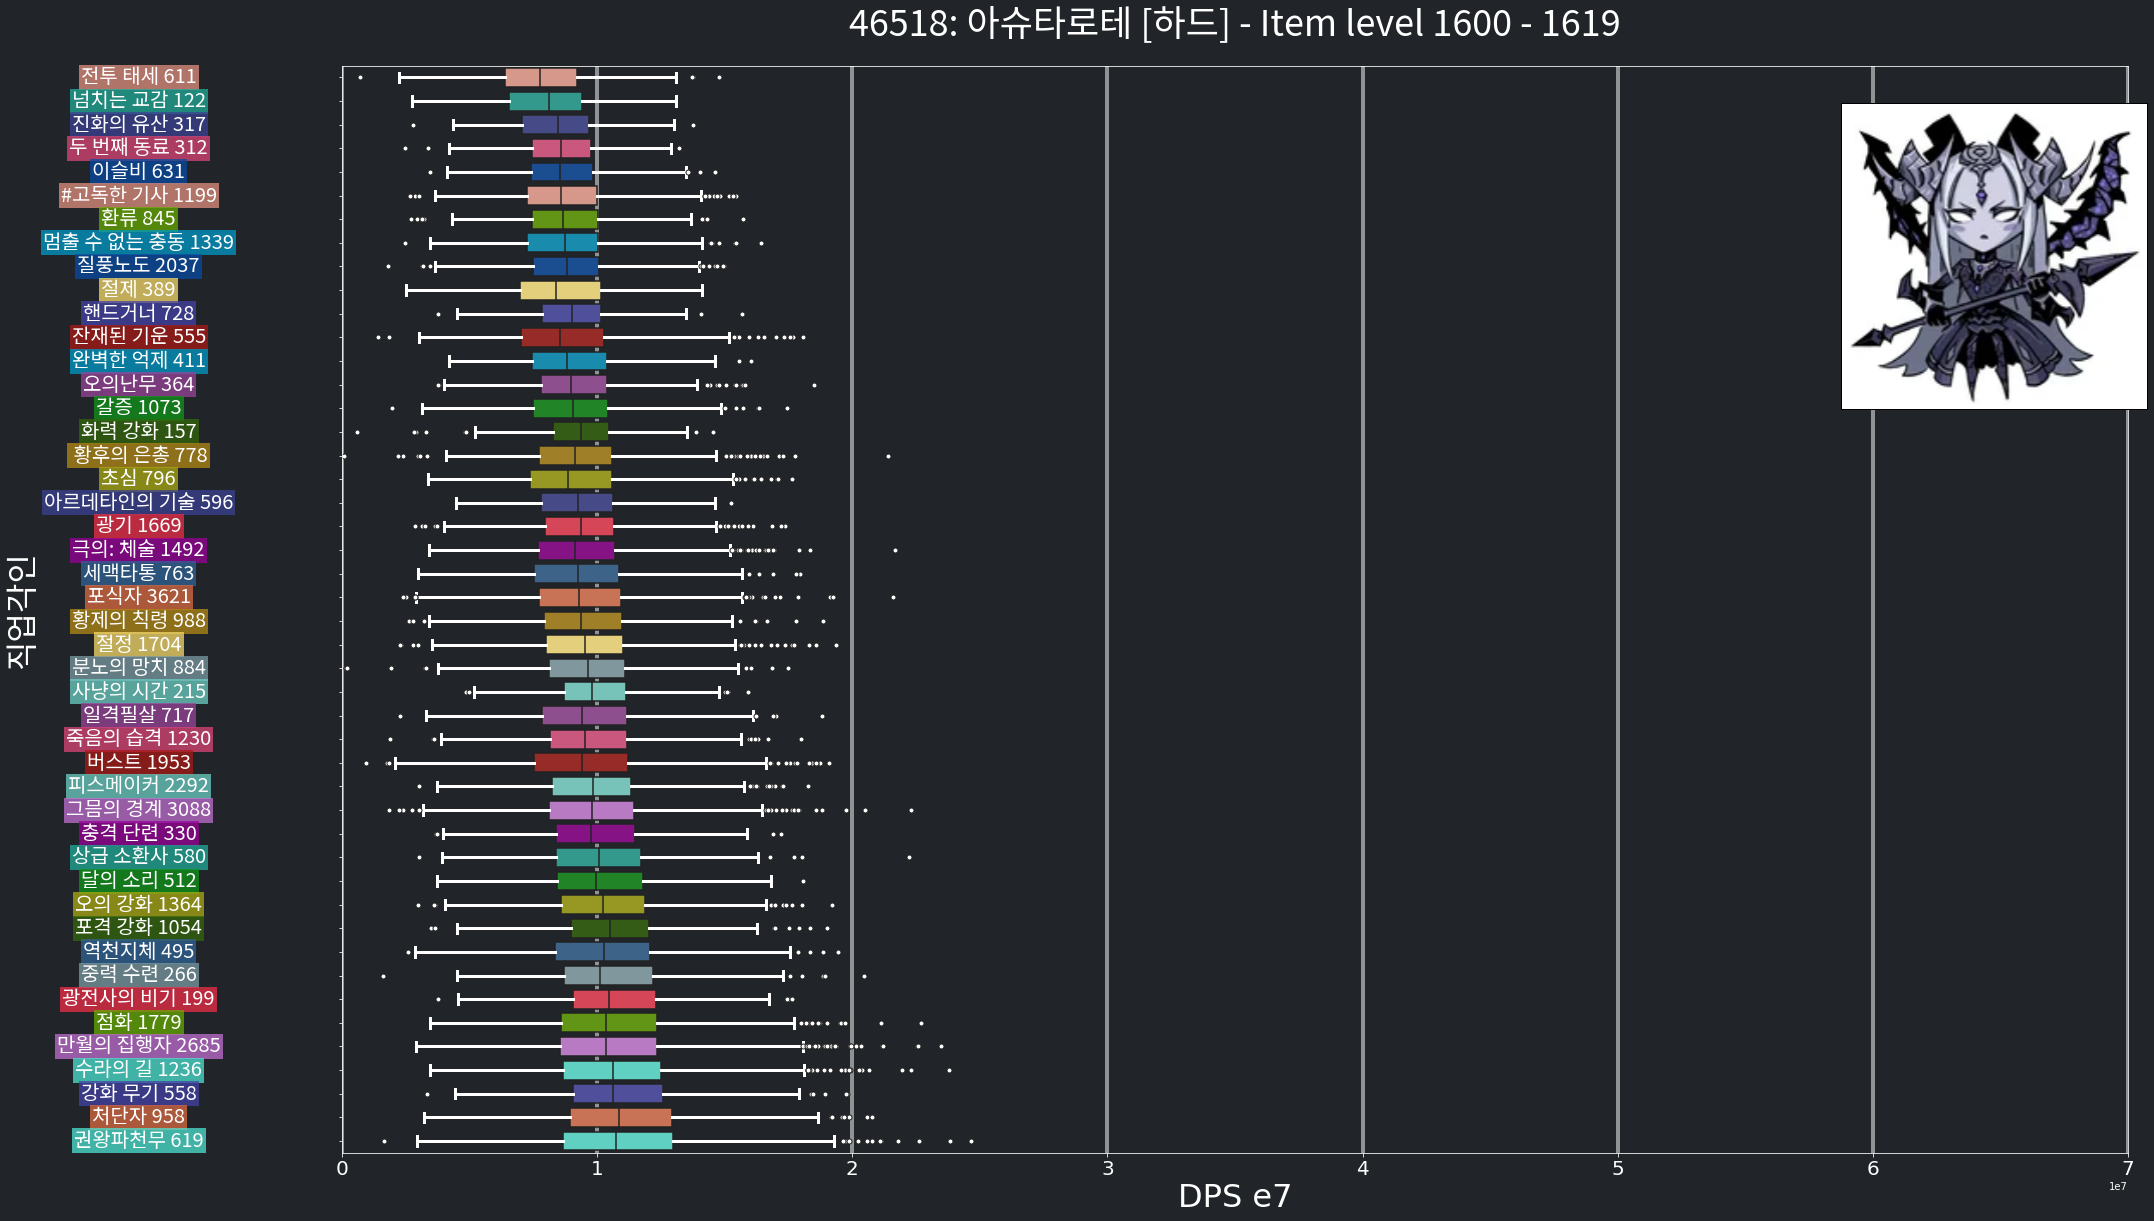 46518: 아슈타로테 [하드] - Item level 1600 - 1619
전투 태세 611
넘치는 교감 122
진화의 유산 317
두 번째 동료 312
이슬비 631
#고독한 기사 1199
환류 845
멈출 수 없는 충동 1339
질풍노도 2037
절제 389
핸드거너 728
잔재된 기운 555
완벽한 억제 411
오의난무 364
갈증 1073
화력 강화 157
황후의 은총 778
초심 796
아르데타인의 기술 596
광기 1669
극의: 체술 1492
세맥타통 763
포식자 3621
황제의 칙령 988
절정 1704
분노의 망치 884
사냥의 시간 215
일격필살 717
죽음의 습격 1230
버스트 1953
피스메이커 2292
그믐의 경계 3088
충격 단련 330
상급 소환사 580
달의 소리 512
오의 강화 1364
포격 강화 1054
역천지체 495
중력 수련 266
광전사의 비기 199
점화 1779
만월의 집행자 2685
수라의 길 1236
강화 무기 558
처단자 958
권왕파천무 619
직업각인
0 1 2 3 4 5 6 7
DPS e7
1e7